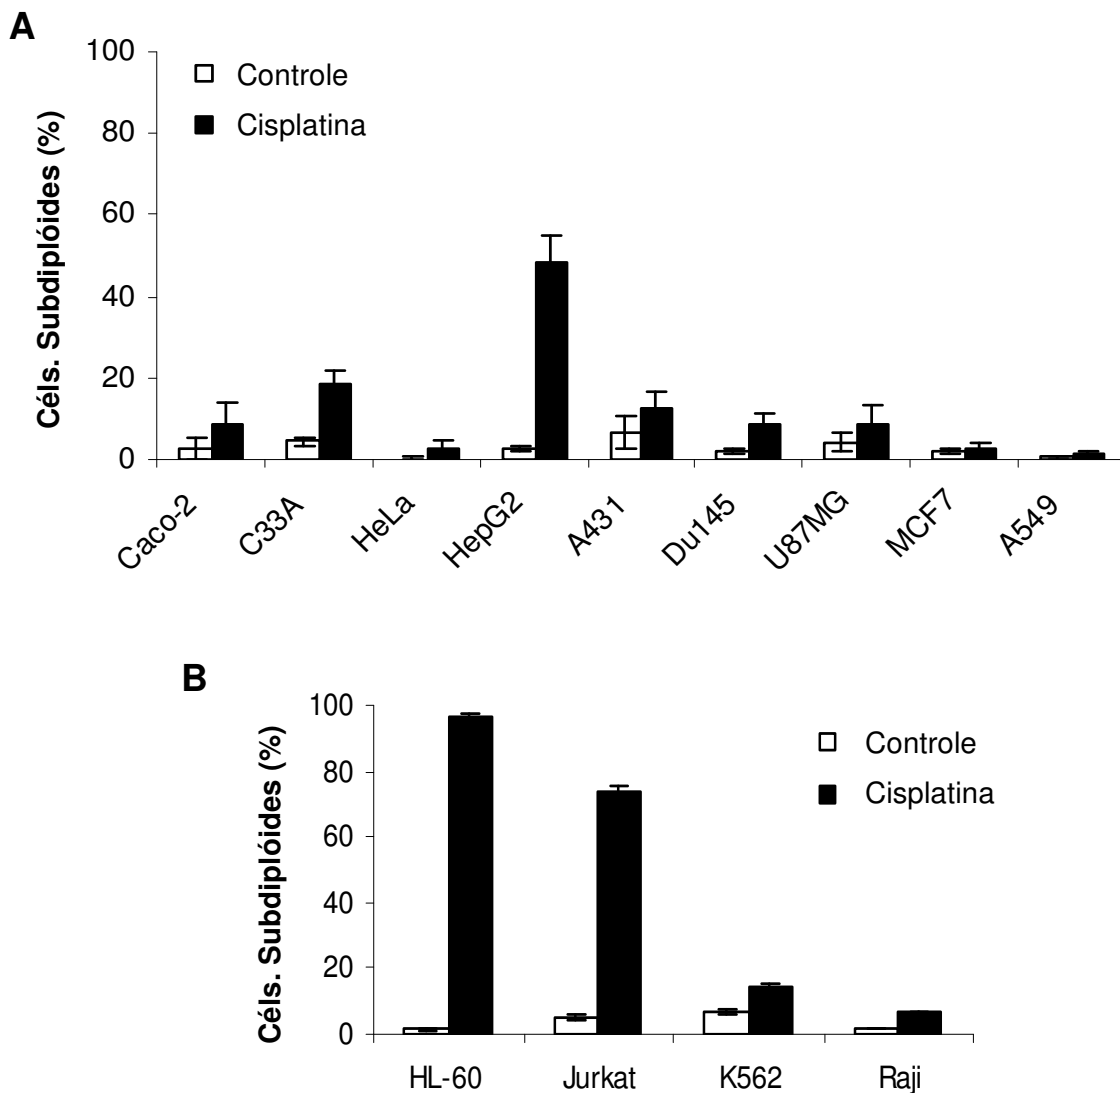 A
Céls. Subdiplóides (%)
100
80
60
40
20
0
Controle
Cisplatina
Caco-2
C33A
HeLa
HepG2
A431
Du145
U87MG
MCF7
A549
B
Céls. Subdiplóides (%)
100
80
60
40
20
0
Controle
Cisplatina
HL-60
Jurkat
K562
Raji